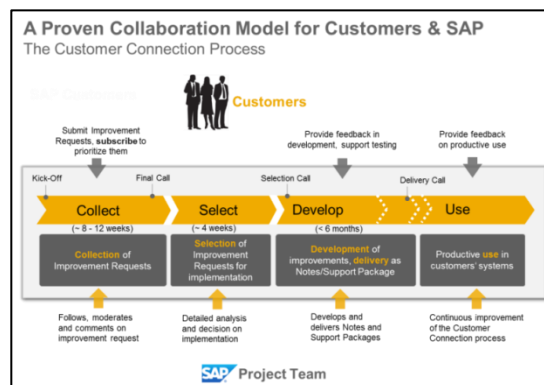 A Proven Collaboration Model for Customers & SAP
The Customer Connection Process
Customers
Submit Improvement
Requests, subscribe to
prioritize them
Provide feedback in
development, support testing
Provide feedback
on productive use
Kick-Off
Final Call
Selection Call
Delivery Call
Collect
Select
Develop
Use
(~ 8 - 12 weeks)
(~ 4 weeks)
(< 6 months)
Collection of
Improvement Requests
Selection of
Improvement
Requests for
implementation
Development of
improvements, delivery as
Notes/Support Package
Productive use in
customers' systems
Follows, moderates
and comments on
improvement request
Detailed analysis
and decision on
implementation
Develops and
delivers Notes and
Support Packages
Continuous improvement
of the Customer
Connection process
SAP Project Team